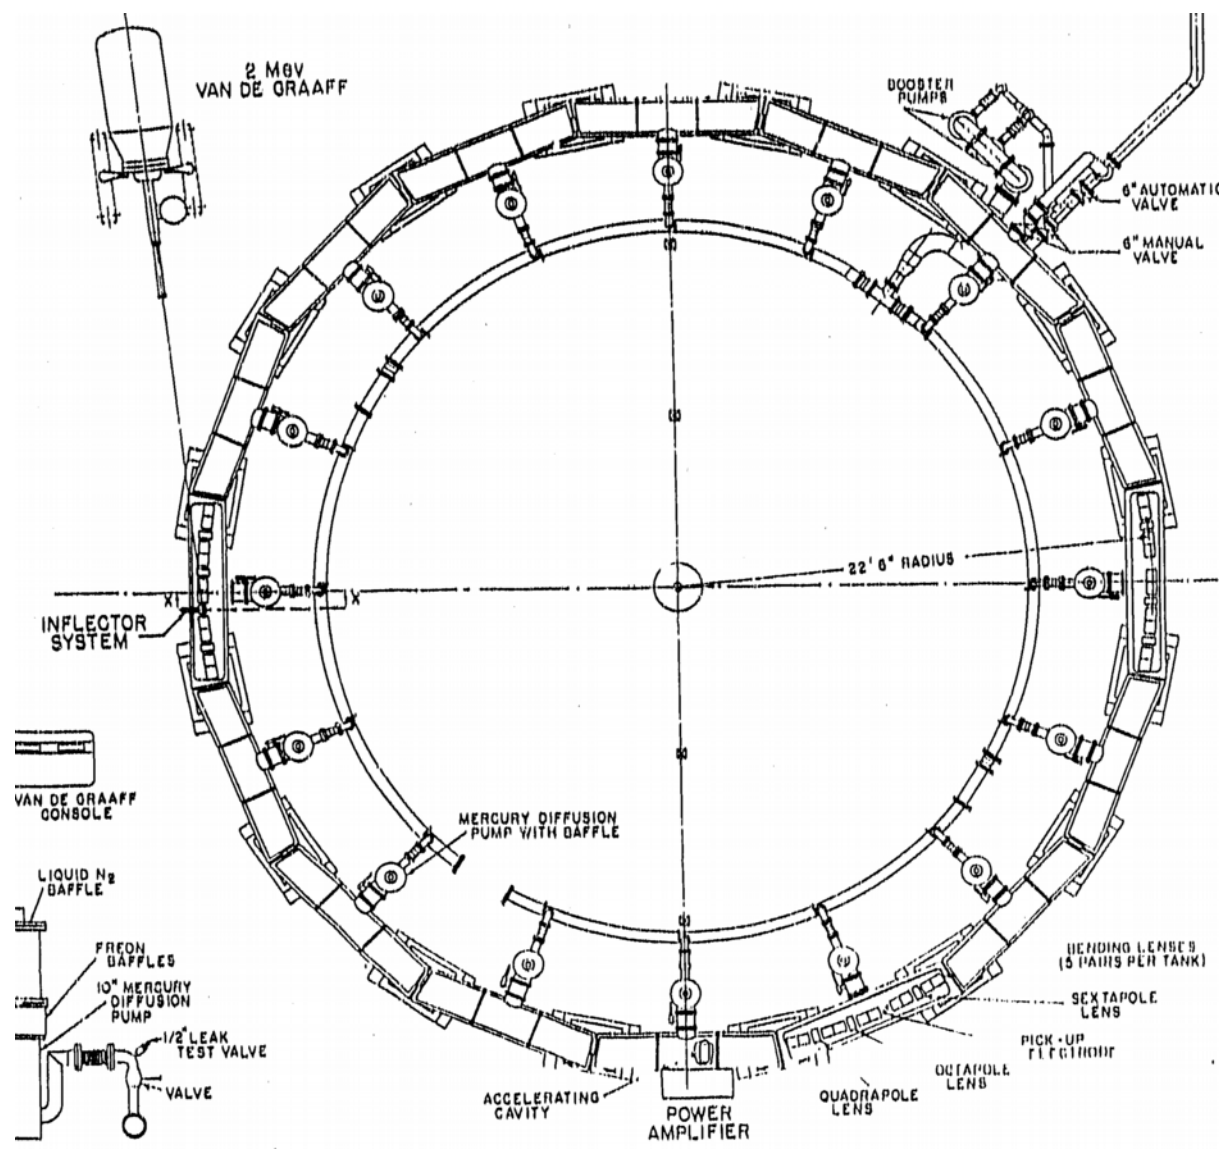 2 MeV
VAN DE GRAAFF
BOOSTER
PUMPS
6" AUTOMATIC
VALVE
6" MANUAL
VALVE
22' 6" RADIUS
X
X
INFLECTOR
SYSTEM
VAN DE GRAAFF
CONSOLE
MERCURY DIFFUSION
PUMP WITH BAFFLE
LIQUID N2
BAFFLE
FREON
BAFFLES
10" MERCURY
DIFFUSION
PUMP
1/2" LEAK
TEST VALVE
VALVE
BENDING LENSES
(5 PAIRS PER TANK)
SEXTAPOLE
LENS
PICK-UP
ELECTRODE
OCTAPOLE
LENS
QUADRAPOLE
LENS
ACCELERATING
CAVITY
POWER
AMPLIFIER